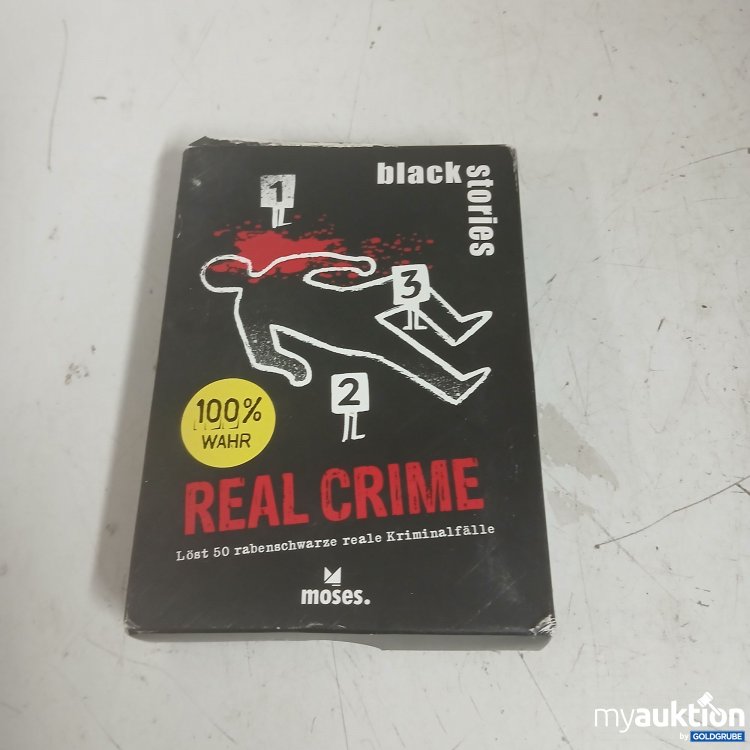 black
stories
1
3
2
100%
WAHR
REAL CRIME
Löst 50 rabenschwarze reale Kriminalfälle
moses.
myauktion
by GOLDGRUBE